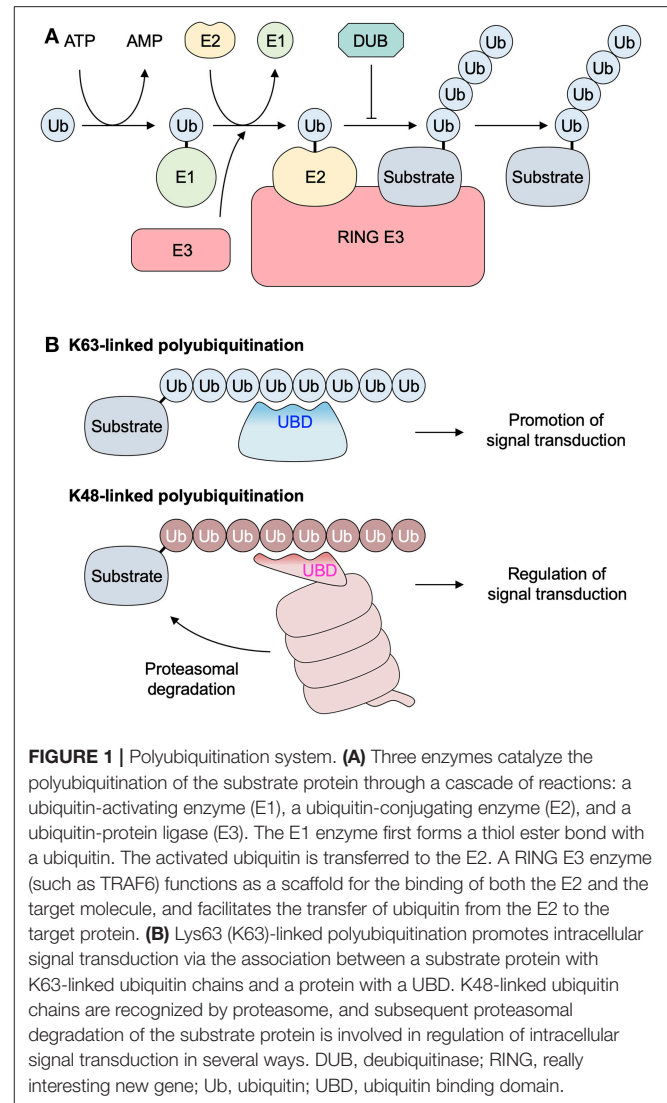 A ATP AMP E2 E1 DUB
Ub Ub Ub Ub Ub Ub Ub Ub Ub Ub Ub
E1 E2 Substrate Substrate
E3 RING E3
B K63-linked polyubiquitination
Ub Ub Ub Ub Ub Ub Ub Ub
Substrate UBD Promotion of
signal transduction
K48-linked polyubiquitination
Ub Ub Ub Ub Ub Ub Ub Ub
Substrate UBD Regulation of
signal transduction
Proteasomal
degradation
FIGURE 1 | Polyubiquitination system. (A) Three enzymes catalyze the
polyubiquitination of the substrate protein through a cascade of reactions: a
ubiquitin-activating enzyme (E1), a ubiquitin-conjugating enzyme (E2), and a
ubiquitin-protein ligase (E3). The E1 enzyme first forms a thiol ester bond with
a ubiquitin. The activated ubiquitin is transferred to the E2. A RING E3 enzyme
(such as TRAF6) functions as a scaffold for the binding of both the E2 and the
target molecule, and facilitates the transfer of ubiquitin from the E2 to the
target protein. (B) Lys63 (K63)-linked polyubiquitination promotes intracellular
signal transduction via the association between a substrate protein with
K63-linked ubiquitin chains and a protein with a UBD. K48-linked ubiquitin
chains are recognized by proteasome, and subsequent proteasomal
degradation of the substrate protein is involved in regulation of intracellular
signal transduction in several ways. DUB, deubiquitinase; RING, really
interesting new gene; Ub, ubiquitin; UBD, ubiquitin binding domain.